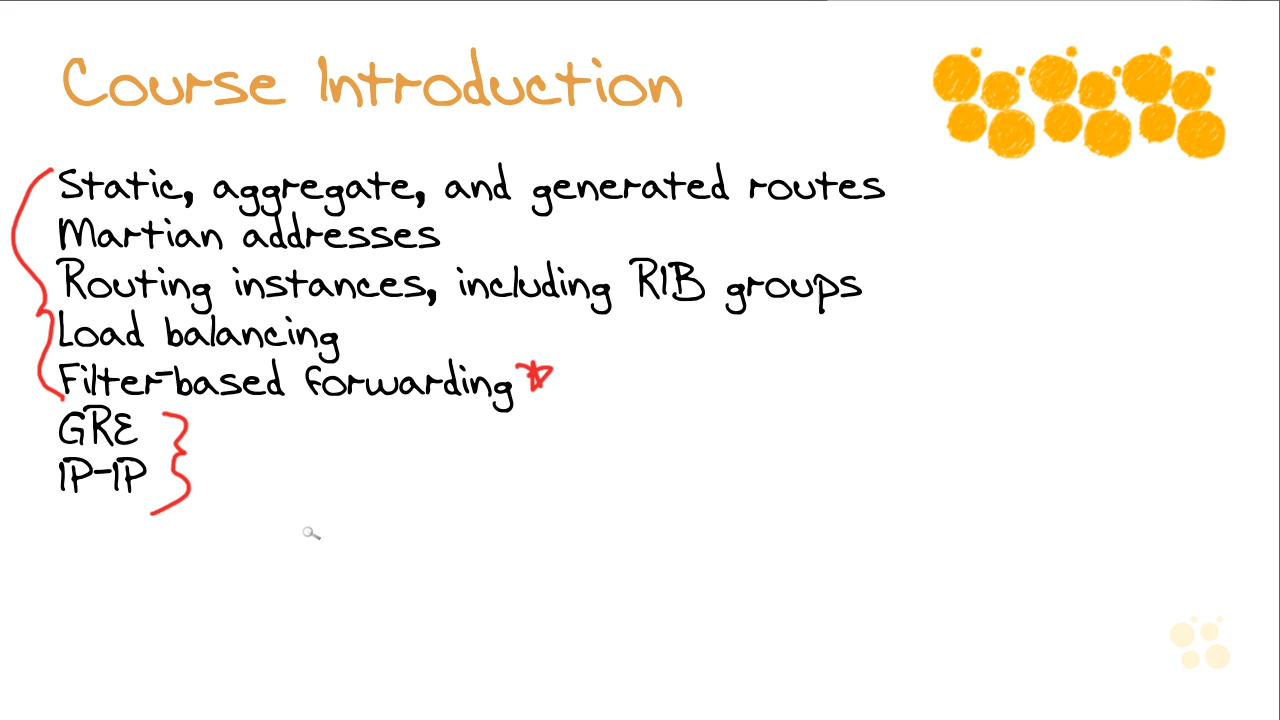 Course Introduction
Static, aggregate, and generated routes
Martian addresses
Routing instances, including RIB groups
Load balancing
Filter-based forwarding
GRE
IP-IP